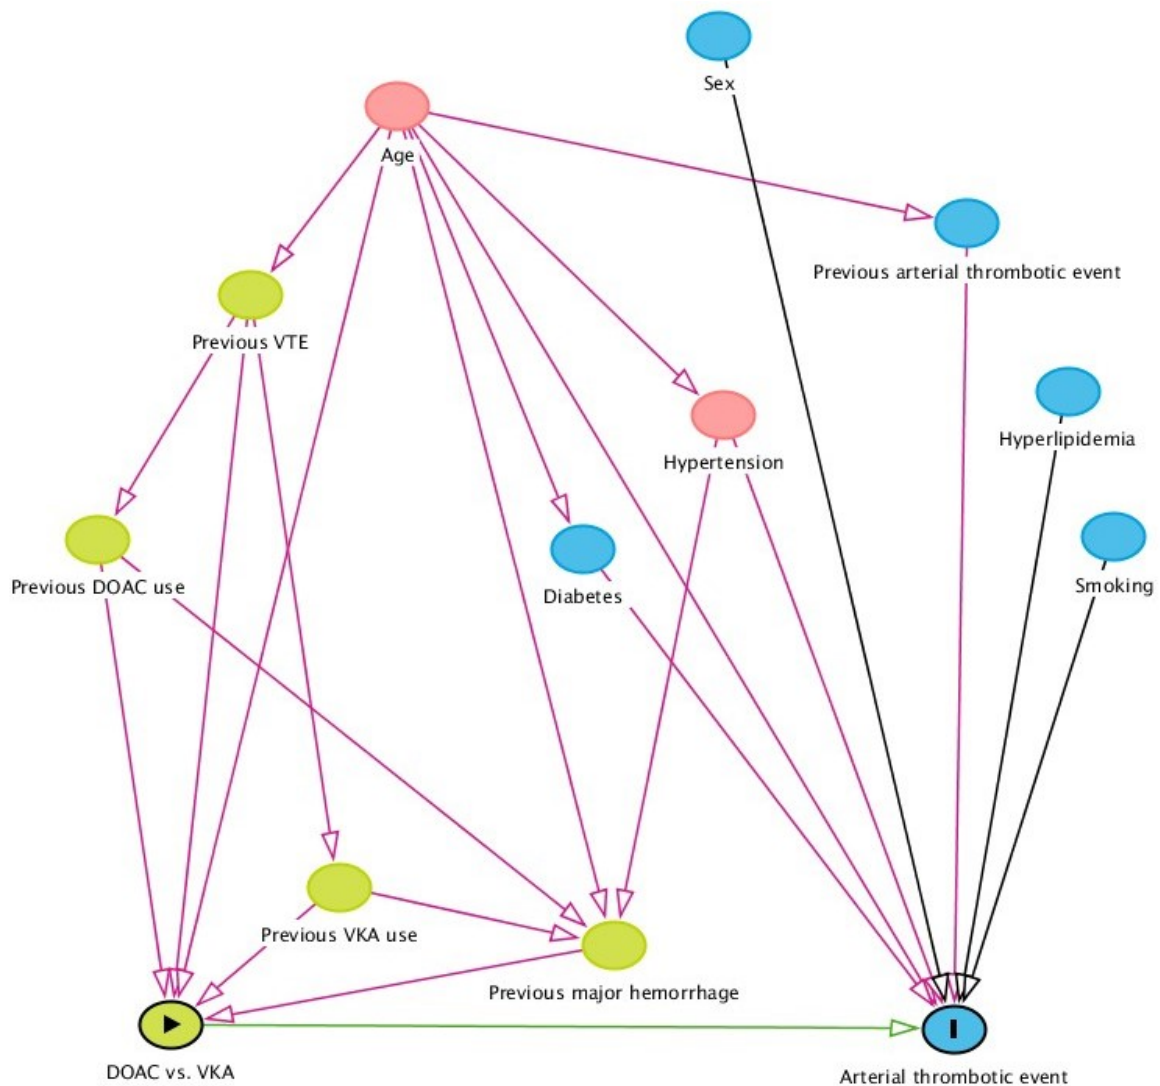 Sex
Age
Previous arterial thrombotic event
Previous VTE
Hyperlipidemia
Hypertension
Previous DOAC use
Smoking
Diabetes
Previous VKA use
Previous major hemorrhage
DOAC vs. VKA
Arterial thrombotic event